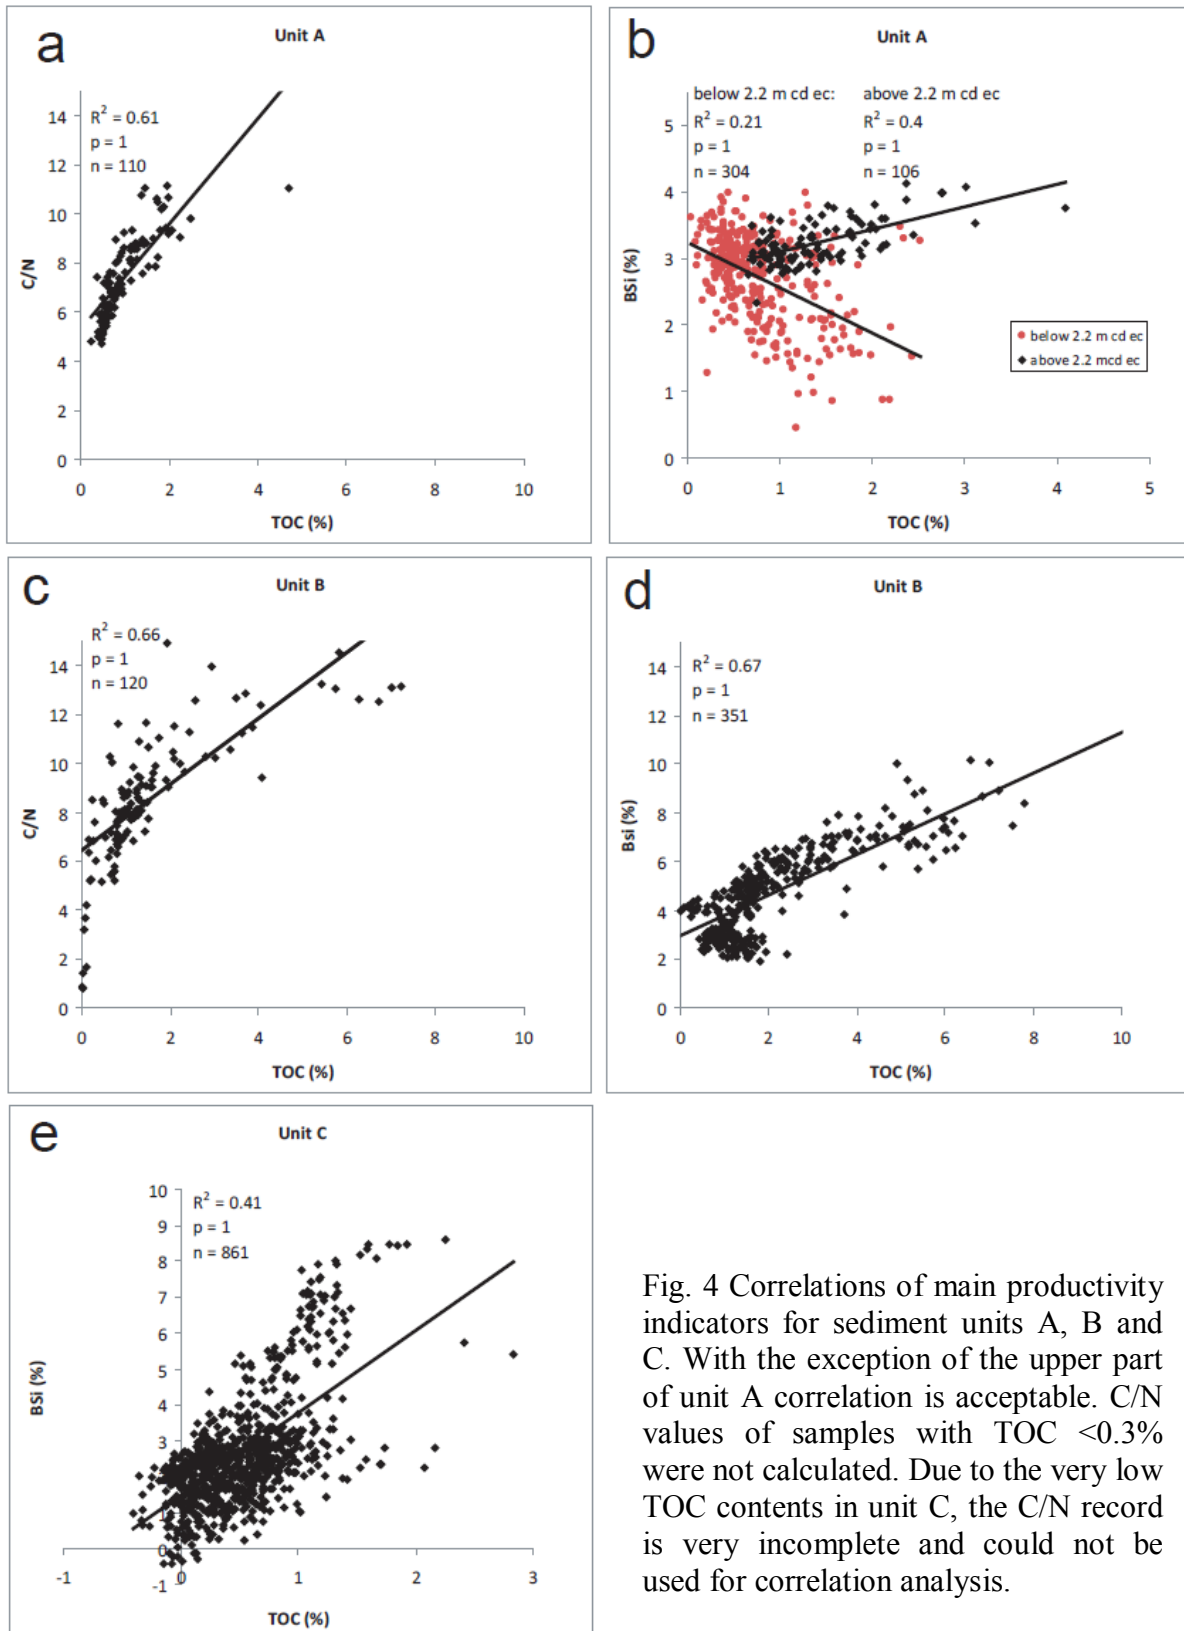 a
Unit A
R² = 0.61
p = 1
n = 110
C/N
14
12
10
8
6
4
2
0
0 2 4 6 8 10
TOC (%)
b
Unit A
below 2.2 m cd ec: above 2.2 m cd ec
R² = 0.21 R² = 0.4
p = 1 p = 1
n = 304 n = 106
BSi (%)
5
4
3
2
1
0
below 2.2 m cd ec
above 2.2 mcd ec
0 1 2 3 4 5
TOC (%)
c
Unit B
R² = 0.66
p = 1
n = 120
C/N
14
12
10
8
6
4
2
0
0 2 4 6 8 10
TOC (%)
d
Unit B
R² = 0.67
p = 1
n = 351
Bsi (%)
14
12
10
8
6
4
2
0
0 2 4 6 8 10
TOC (%)
e
Unit C
R² = 0.41
p = 1
n = 861
BSi (%)
10
9
8
7
6
5
4
3
0
-1
-1 0 1 2 3
TOC (%)
Fig. 4 Correlations of main productivity
indicators for sediment units A, B and
C. With the exception of the upper part
of unit A correlation is acceptable. C/N
values of samples with TOC <0.3%
were not calculated. Due to the very low
TOC contents in unit C, the C/N record
is very incomplete and could not be
used for correlation analysis.